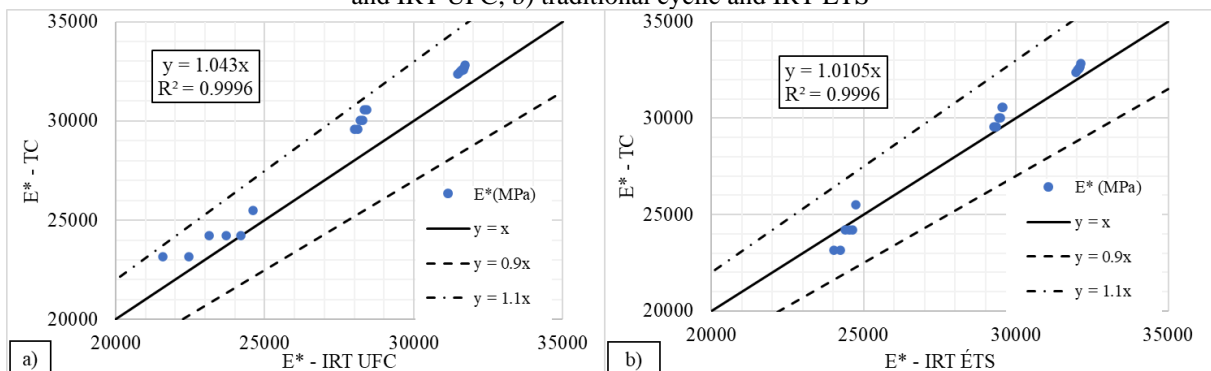 and IRT UFC; b) traditional cyclic and IRT ÉTS
35000
30000
25000
20000
E* - TC
y = 1.043x
R² = 0.9996
E*(MPa)
y = x
y = 0.9x
y = 1.1x
20000 25000 30000 35000
a)
E* - IRT UFC
35000
30000
25000
20000
E* - TC
y = 1.0105x
R² = 0.9996
E* (MPa)
y = x
y = 0.9x
y = 1.1x
20000 25000 30000 35000
b)
E* - IRT ÉTS